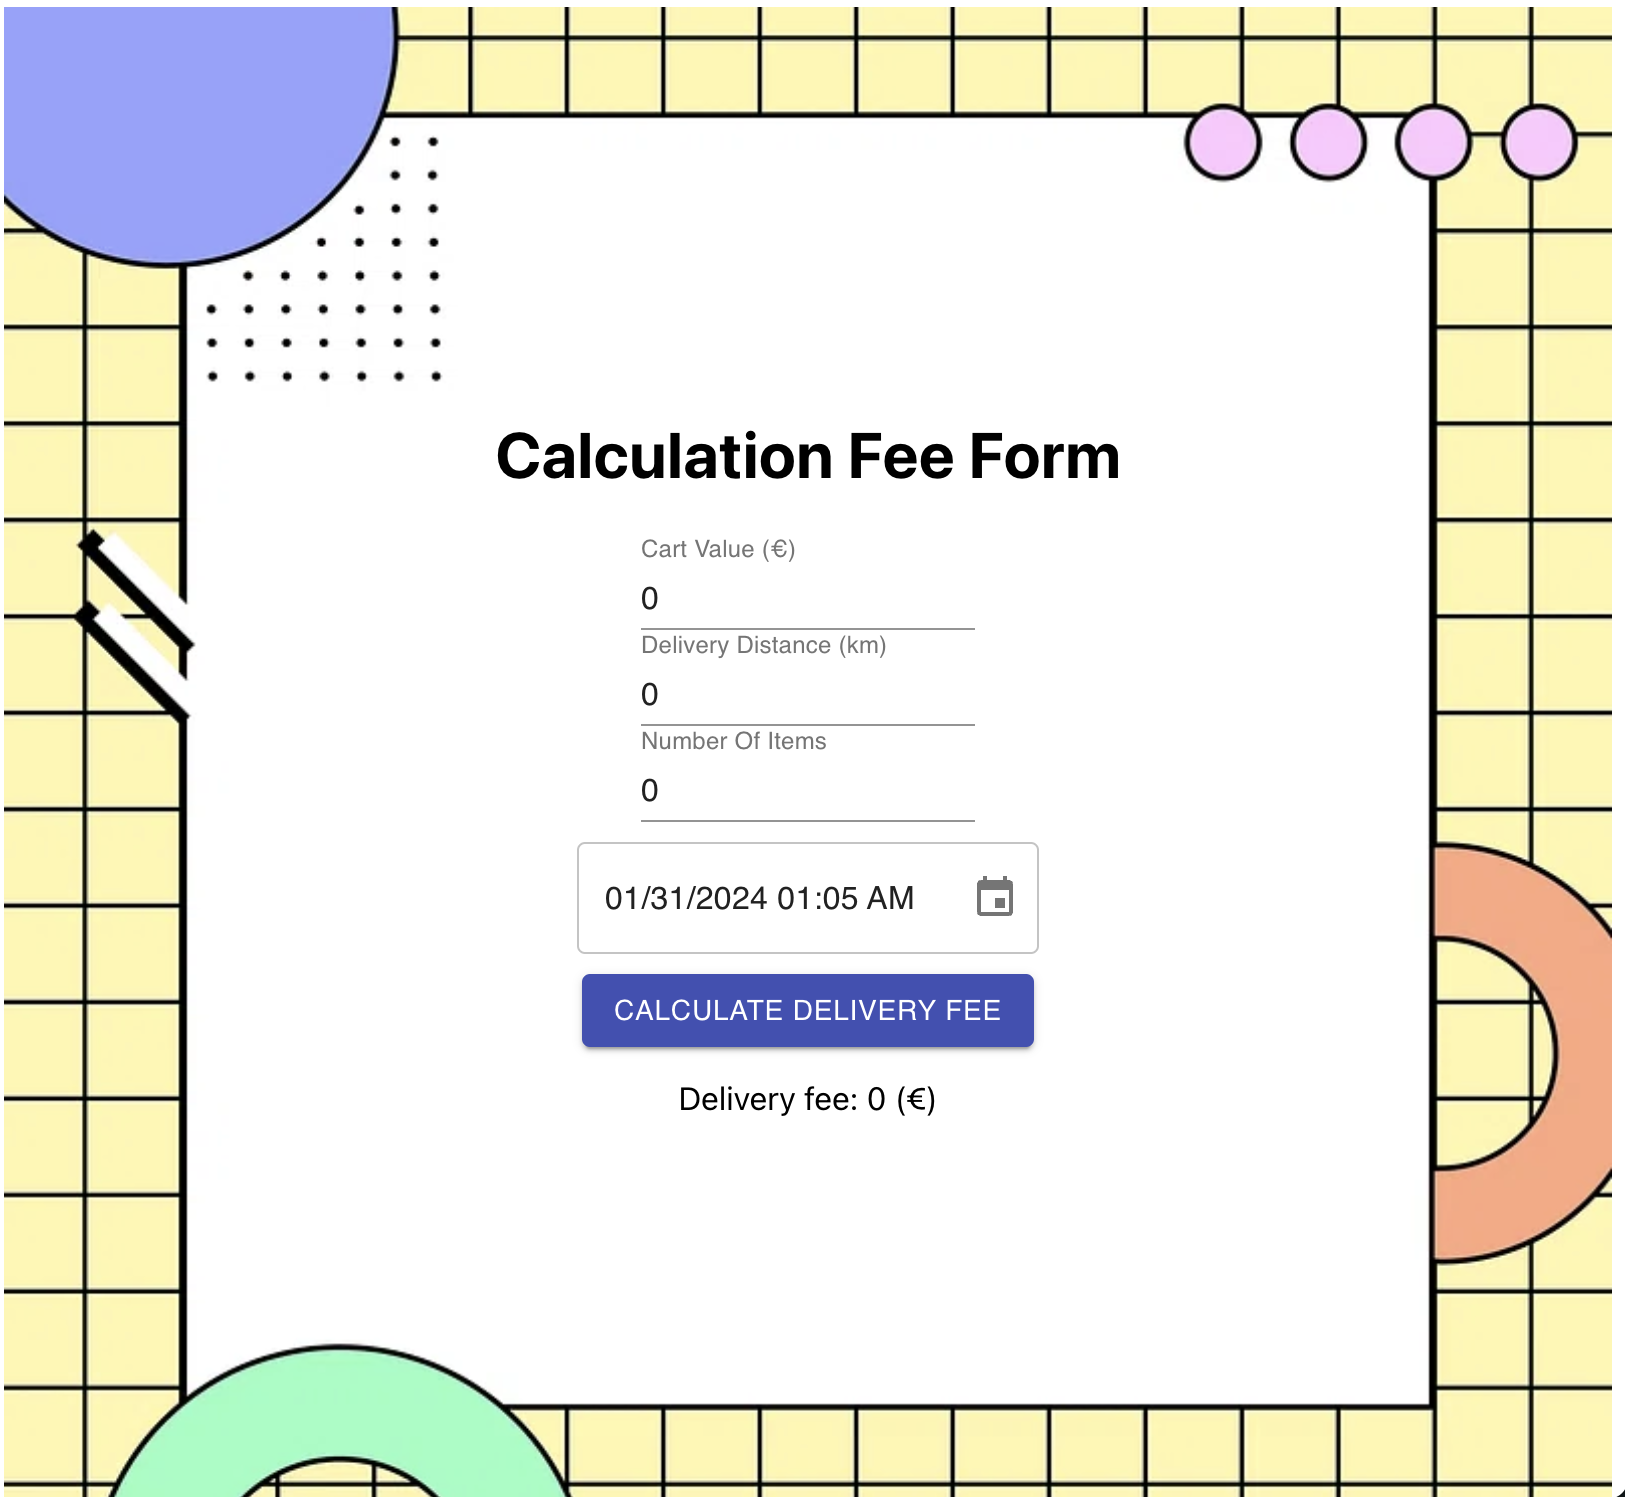 Calculation Fee Form
Cart Value (€)
0
Delivery Distance (km)
0
Number Of Items
0
01/31/2024 01:05 AM
CALCULATE DELIVERY FEE
Delivery fee: 0 (€)